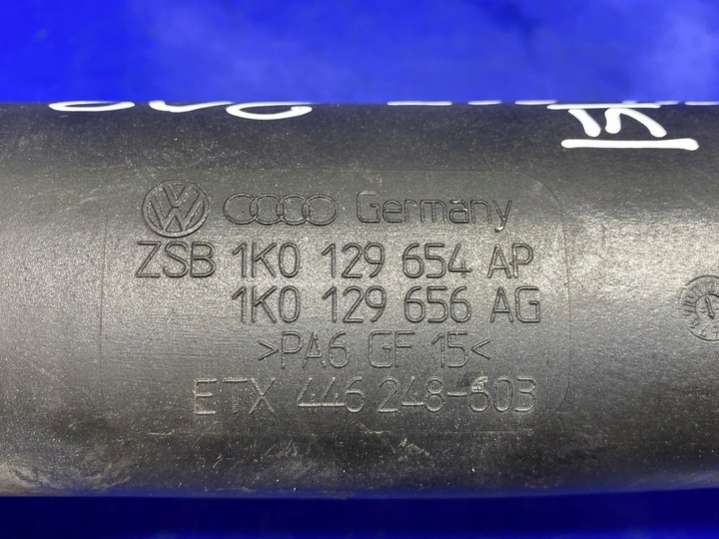 Germany
ZSB 1K0 129 654 AP
1K0 129 656 AG
>PA6 GF 15<
ETX 446 248-503